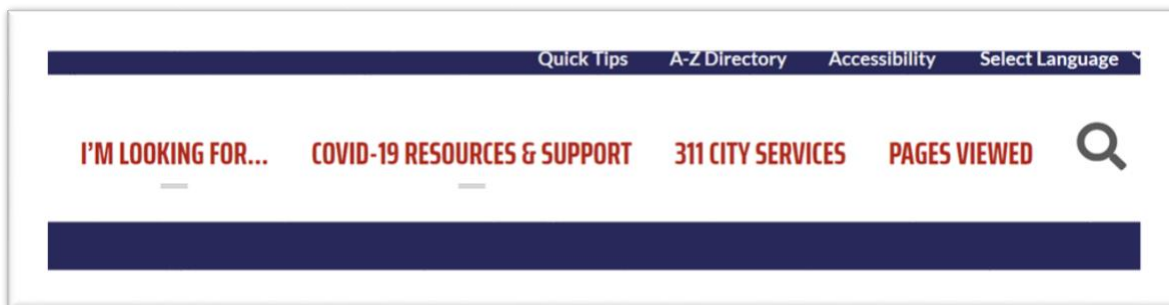 Quick Tips A-Z Directory Accessibility Select Language
I'M LOOKING FOR... COVID-19 RESOURCES & SUPPORT 311 CITY SERVICES PAGES VIEWED